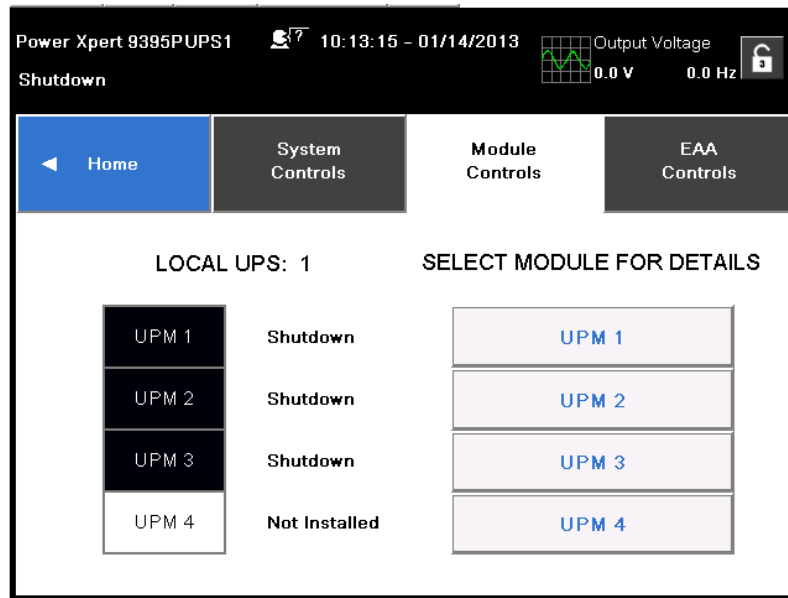 Power Xpert 9395PUPS1 ? 10:13:15 - 01/14/2013 Output Voltage
Shutdown 0.0 V 0.0 Hz 3
Home
System Controls
Module Controls
EAA Controls
LOCAL UPS: 1 SELECT MODULE FOR DETAILS
UPM 1 Shutdown UPM 1
UPM 2 Shutdown UPM 2
UPM 3 Shutdown UPM 3
UPM 4 Not Installed UPM 4